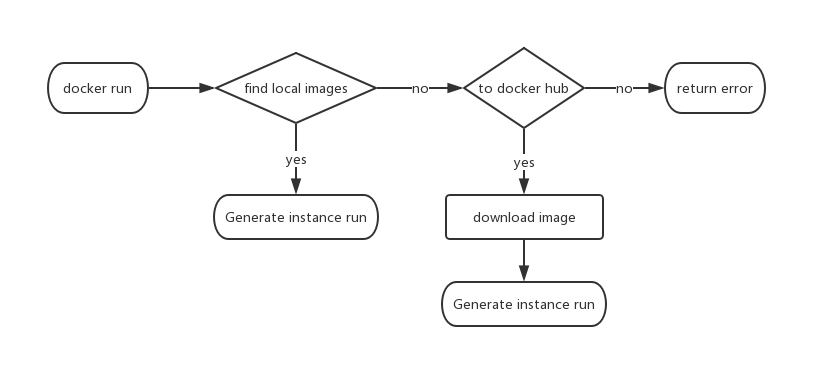 docker run
find local images
no
to docker hub
no
return error
yes
yes
Generate instance run
download image
Generate instance run